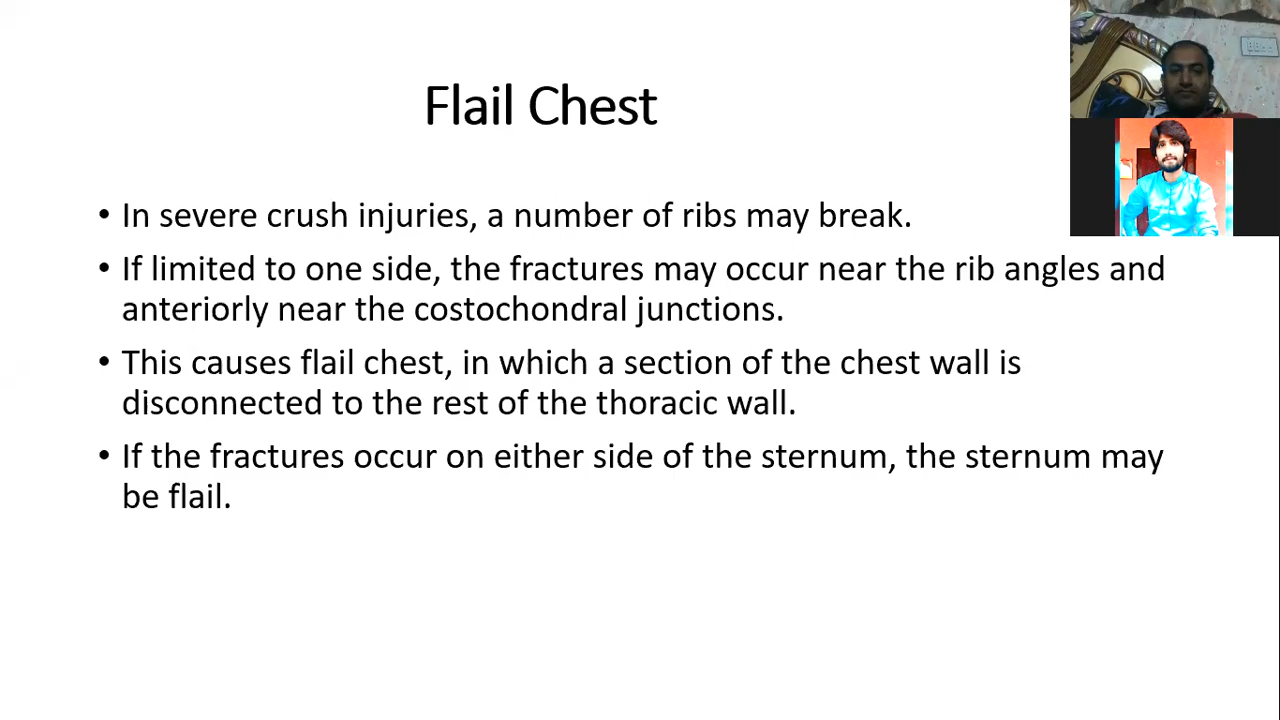 Flail Chest
• In severe crush injuries, a number of ribs may break.
• If limited to one side, the fractures may occur near the rib angles and
anteriorly near the costochondral junctions.
• This causes flail chest, in which a section of the chest wall is
disconnected to the rest of the thoracic wall.
• If the fractures occur on either side of the sternum, the sternum may
be flail.